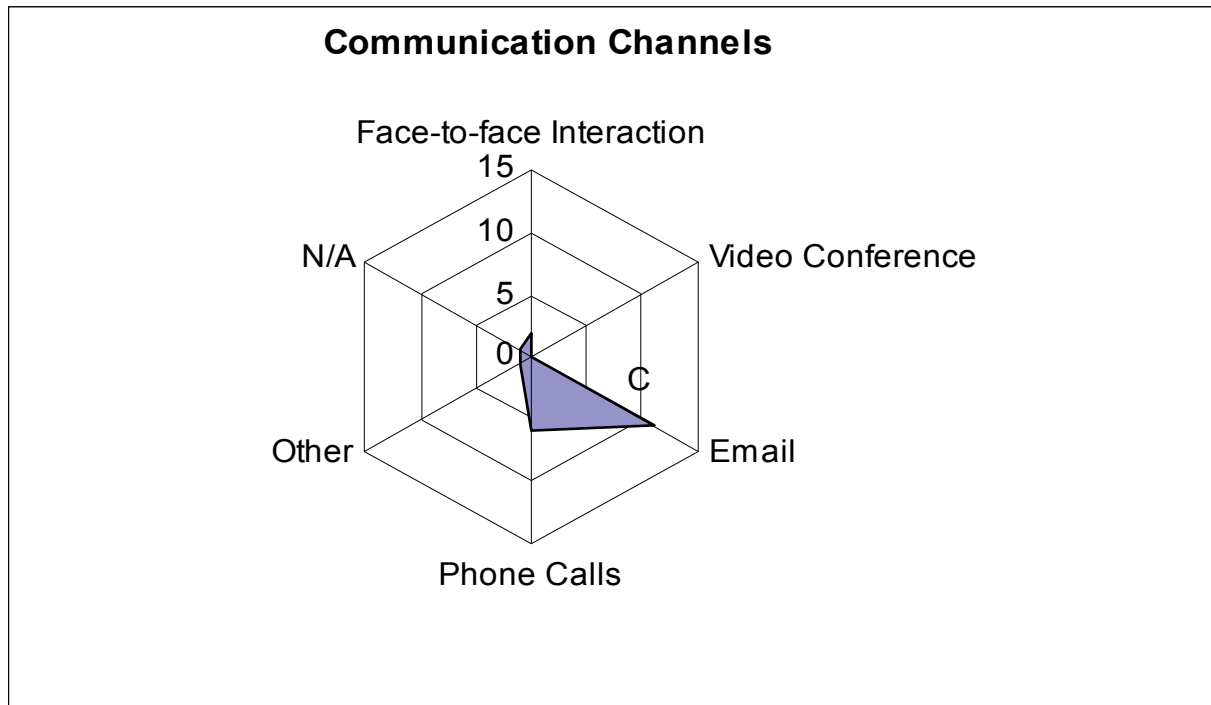 Communication Channels
Face-to-face Interaction
15
10
5
0
N/A
Video Conference
C
Other
Email
Phone Calls